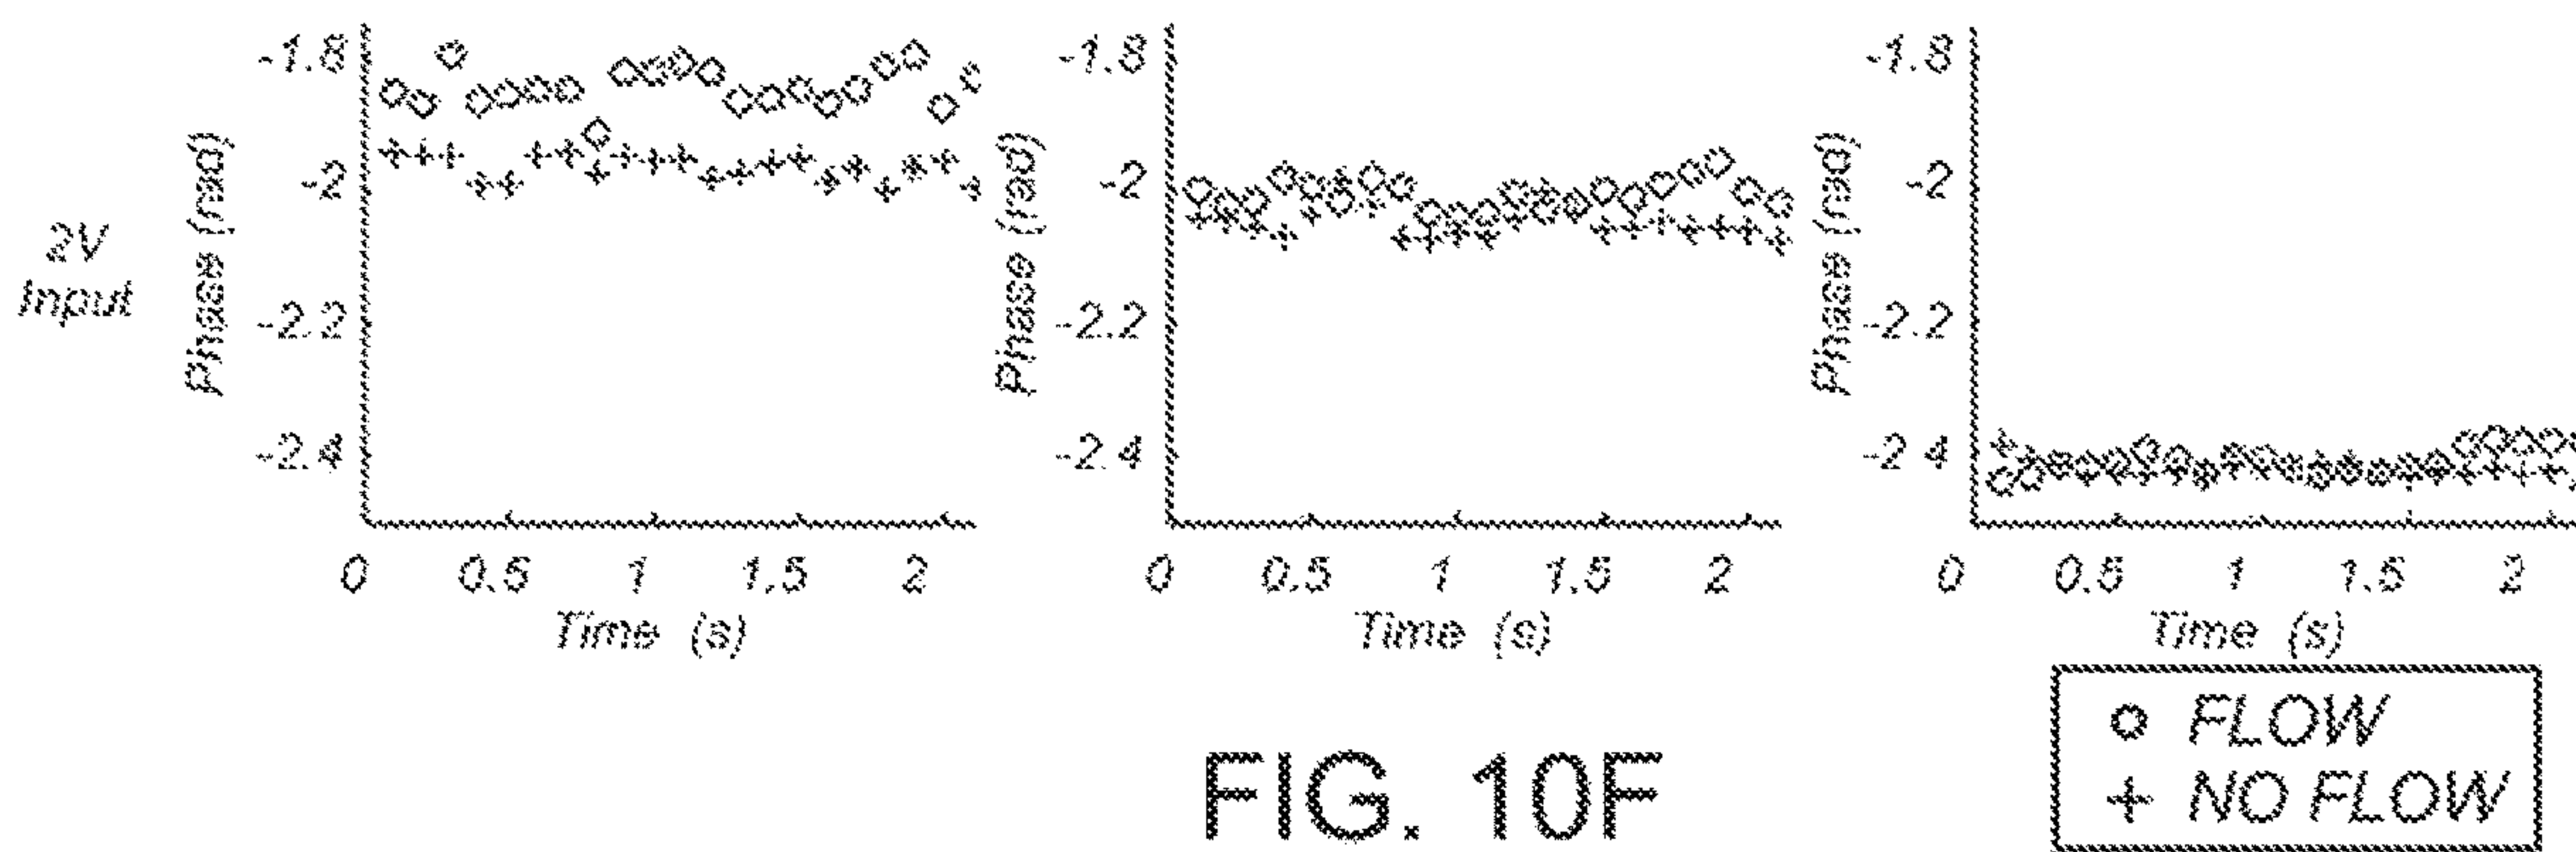 2V
Input
Phase (rad)
-1.8
-2
-2.2
-2.4
0 0.5 1 1.5 2
Time (s)
Phase (rad)
-1.8
-2
-2.2
-2.4
0 0.5 1 1.5 2
Time (s)
Phase (rad)
-1.8
-2
-2.2
-2 4
0 0.5 1 1.5 2
Time (s)
FLOW
NO FLOW
FIG. 10F